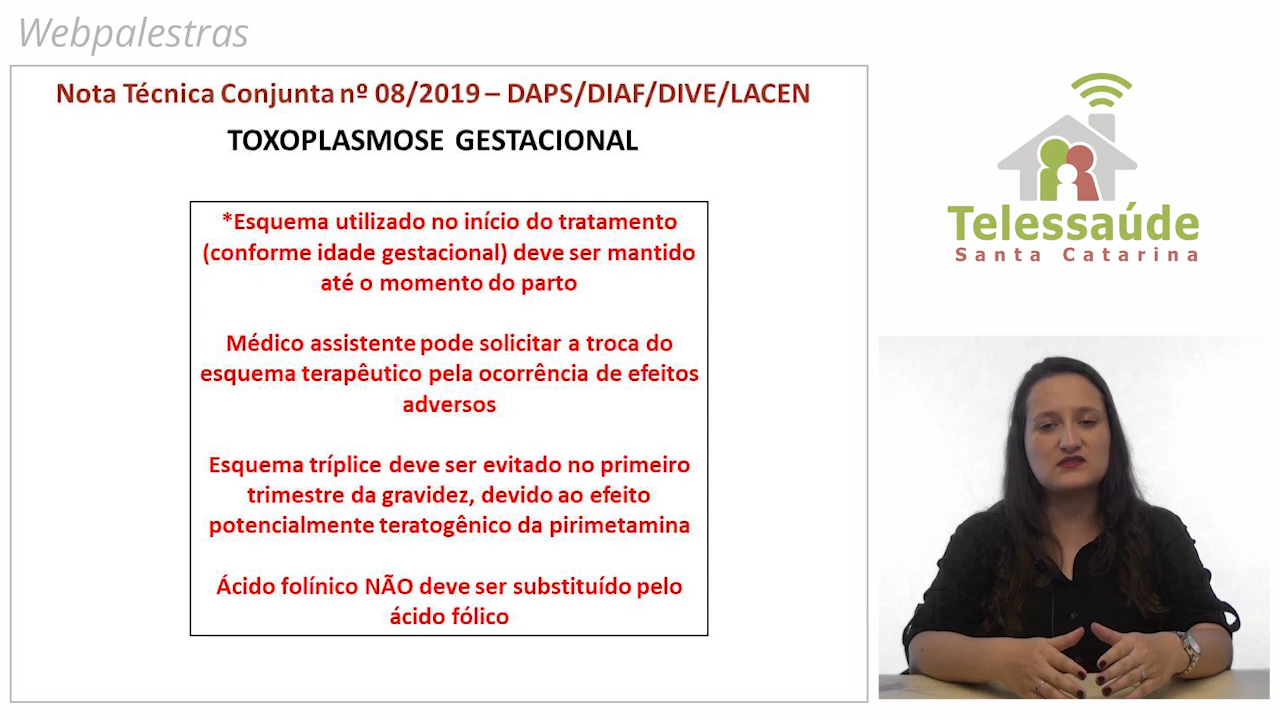 Webpalestras
Nota Técnica Conjunta nº 08/2019 – DAPS/DIAF/DIVE/LACEN
TOXOPLASMOSE GESTACIONAL
*Esquema utilizado no início do tratamento
(conforme idade gestacional) deve ser mantido
até o momento do parto
Médico assistente pode solicitar a troca do
esquema terapêutico pela ocorrência de efeitos
adversos
Esquema tríplice deve ser evitado no primeiro
trimestre da gravidez, devido ao efeito
potencialmente teratogênico da pirimetamina
Ácido folínico NÃO deve ser substituído pelo
ácido fólico
Telessaúde
Santa Catarina